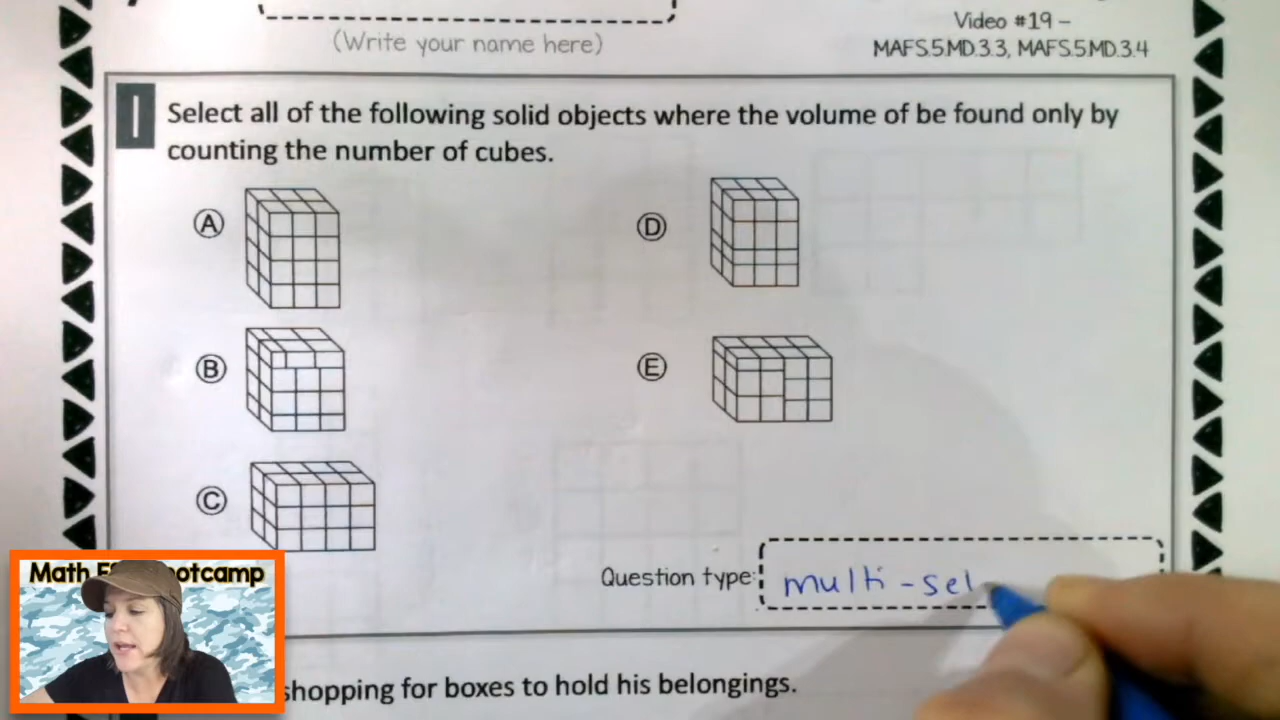 (Write your name here)
Video #19 –
MAFS.5.MD.3.3, MAFS.5.MD.3.4
1
Select all of the following solid objects where the volume of be found only by
counting the number of cubes.
A
D
B
E
C
Question type:
multi-sel
shopping for boxes to hold his belongings.
Math
otcamp